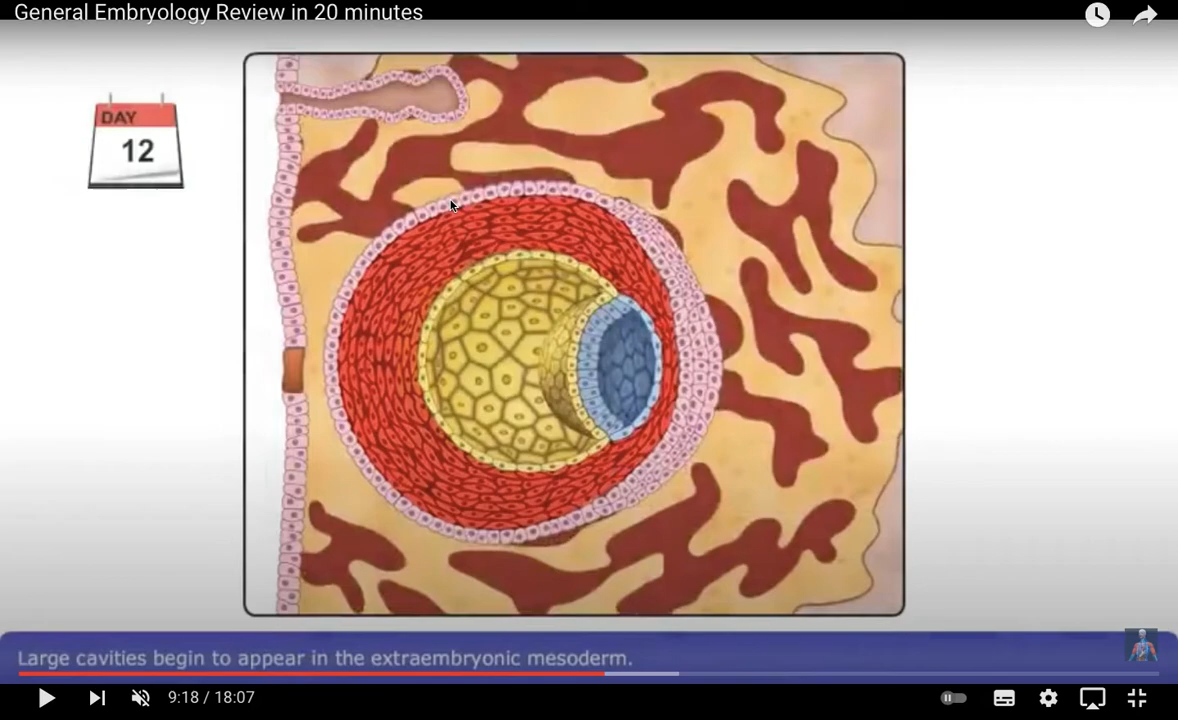 General Embryology Review in 20 minutes
DAY
12
Large cavities begin to appear in the extraembryonic mesoderm.
9:18 / 18:07